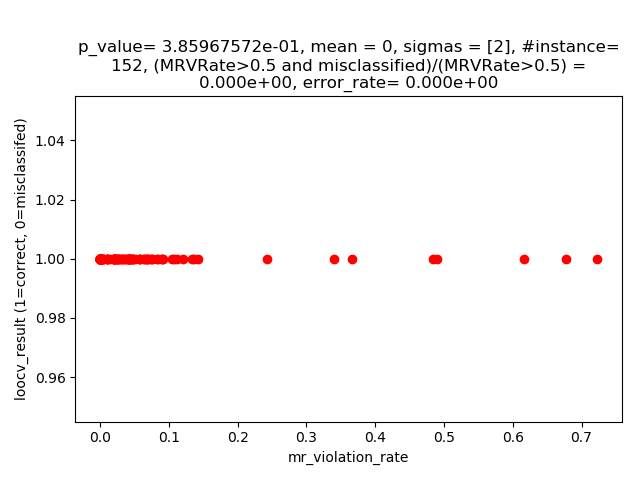 p_value= 3.85967572e-01, mean = 0, sigmas = [2], #instance=
152, (MRVRate>0.5 and misclassified)/(MRVRate>0.5) =
0.000e+00, error_rate= 0.000e+00
loocv_result (1=correct, 0=misclassifed)
1.04
1.02
1.00
0.98
0.96
0.0 0.1 0.2 0.3 0.4 0.5 0.6 0.7
mr_violation_rate